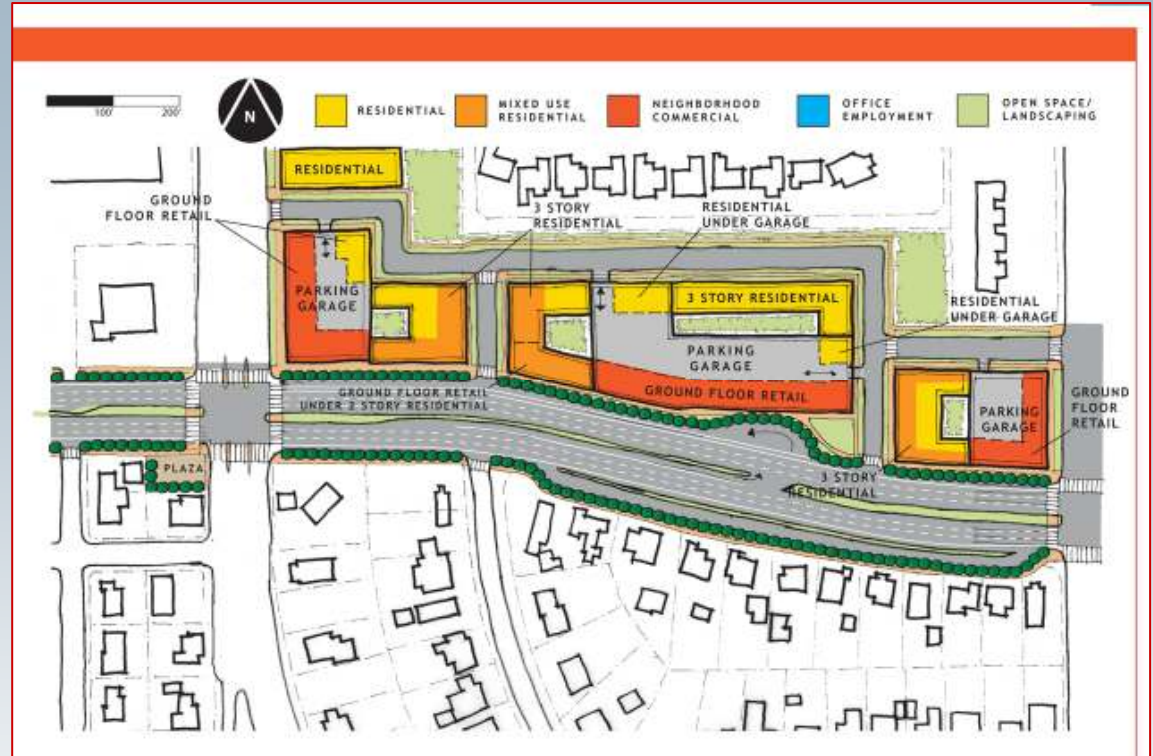 100'
200'
N
RESIDENTIAL
MIXED USE
RESIDENTIAL
NEIGHBORHOOD
COMMERCIAL
OFFICE
EMPLOYMENT
OPEN SPACE/
LANDSCAPING
RESIDENTIAL
GROUND
FLOOR RETAIL
3 STORY
RESIDENTIAL
RESIDENTIAL
UNDER GARAGE
PARKING
GARAGE
3 STORY RESIDENTIAL
RESIDENTIAL
UNDER GARAGE
PARKING
GARAGE
GROUND FLOOR RETAIL
GROUND FLOOR RETAIL
UNDER 2 STORY RESIDENTIAL
PARKING
GARAGE
GROUND
FLOOR
RETAIL
PLAZA
3 STORY
RESIDENTIAL